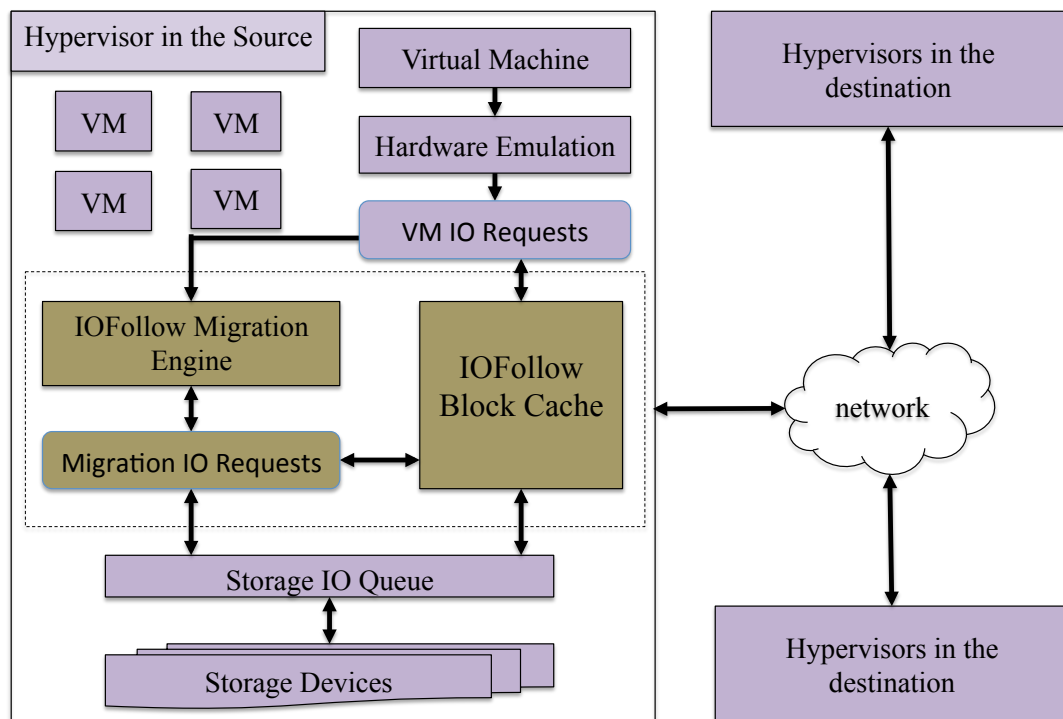 Hypervisor in the Source
Virtual Machine
VM
VM
Hardware Emulation
VM
VM
VM IO Requests
IOFollow Migration
Engine
IOFollow
Block Cache
Migration IO Requests
Storage IO Queue
Storage Devices
Hypervisors in the
destination
network
Hypervisors in the
destination